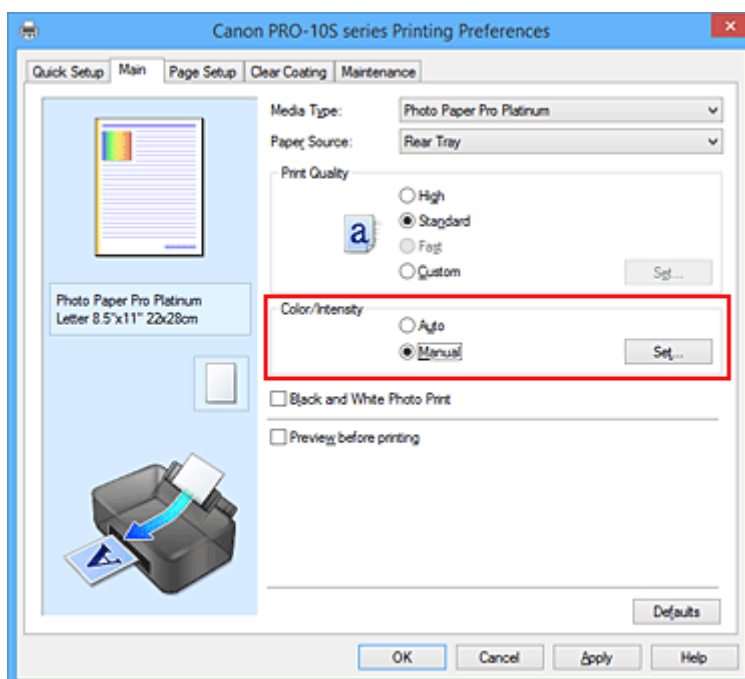 Canon PRO-10S series Printing Preferences
Quick Setup Main Page Setup Clear Coating Maintenance
Media Type: Photo Paper Pro Platinum
Paper Source: Rear Tray
Print Quality
High
a Standard
Fast
Custom Set...
Photo Paper Pro Platinum
Letter 8.5"x11" 22x28cm
Color/Intensity
Auto
Manual Set...
Black and White Photo Print
Preview before printing
A
Defaults
OK Cancel Apply Help